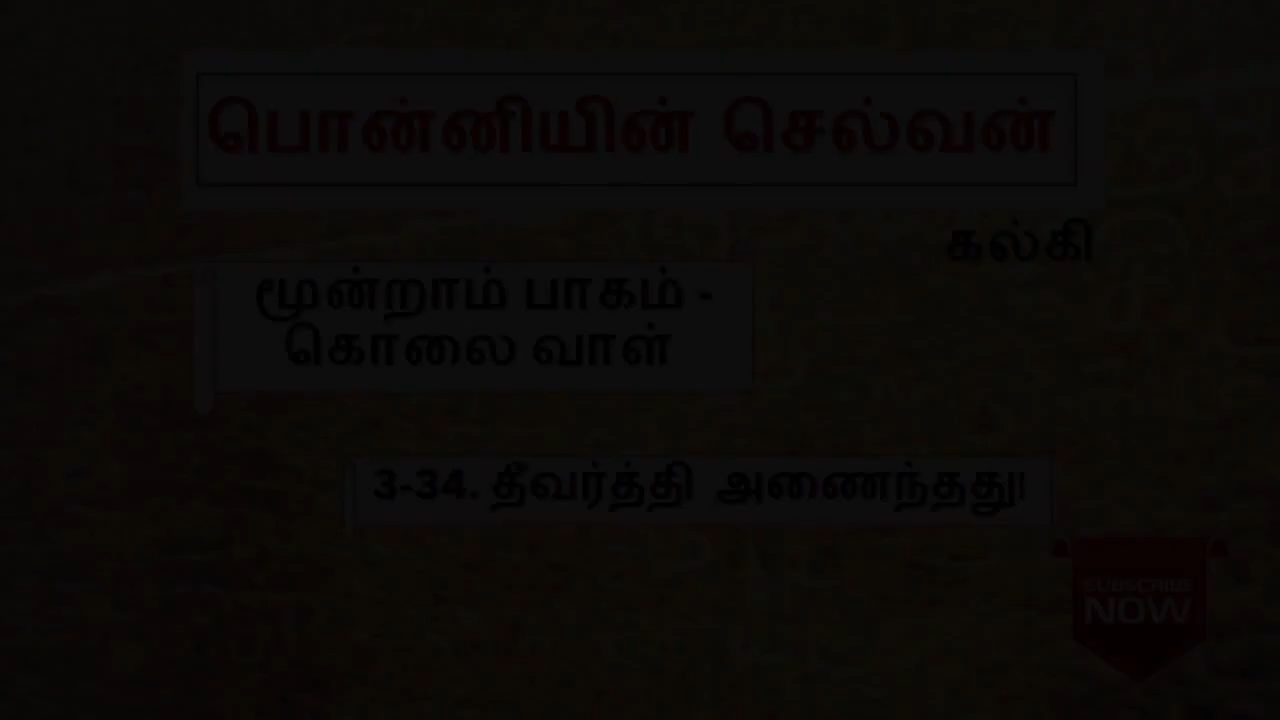 பொன்னியின் செல்வன்
கல்கி
மூன்றாம் பாகம் -
கொலை வாள்
3-34. தீவர்த்தி அணைந்தது!
SUBSCRIBE
NOW